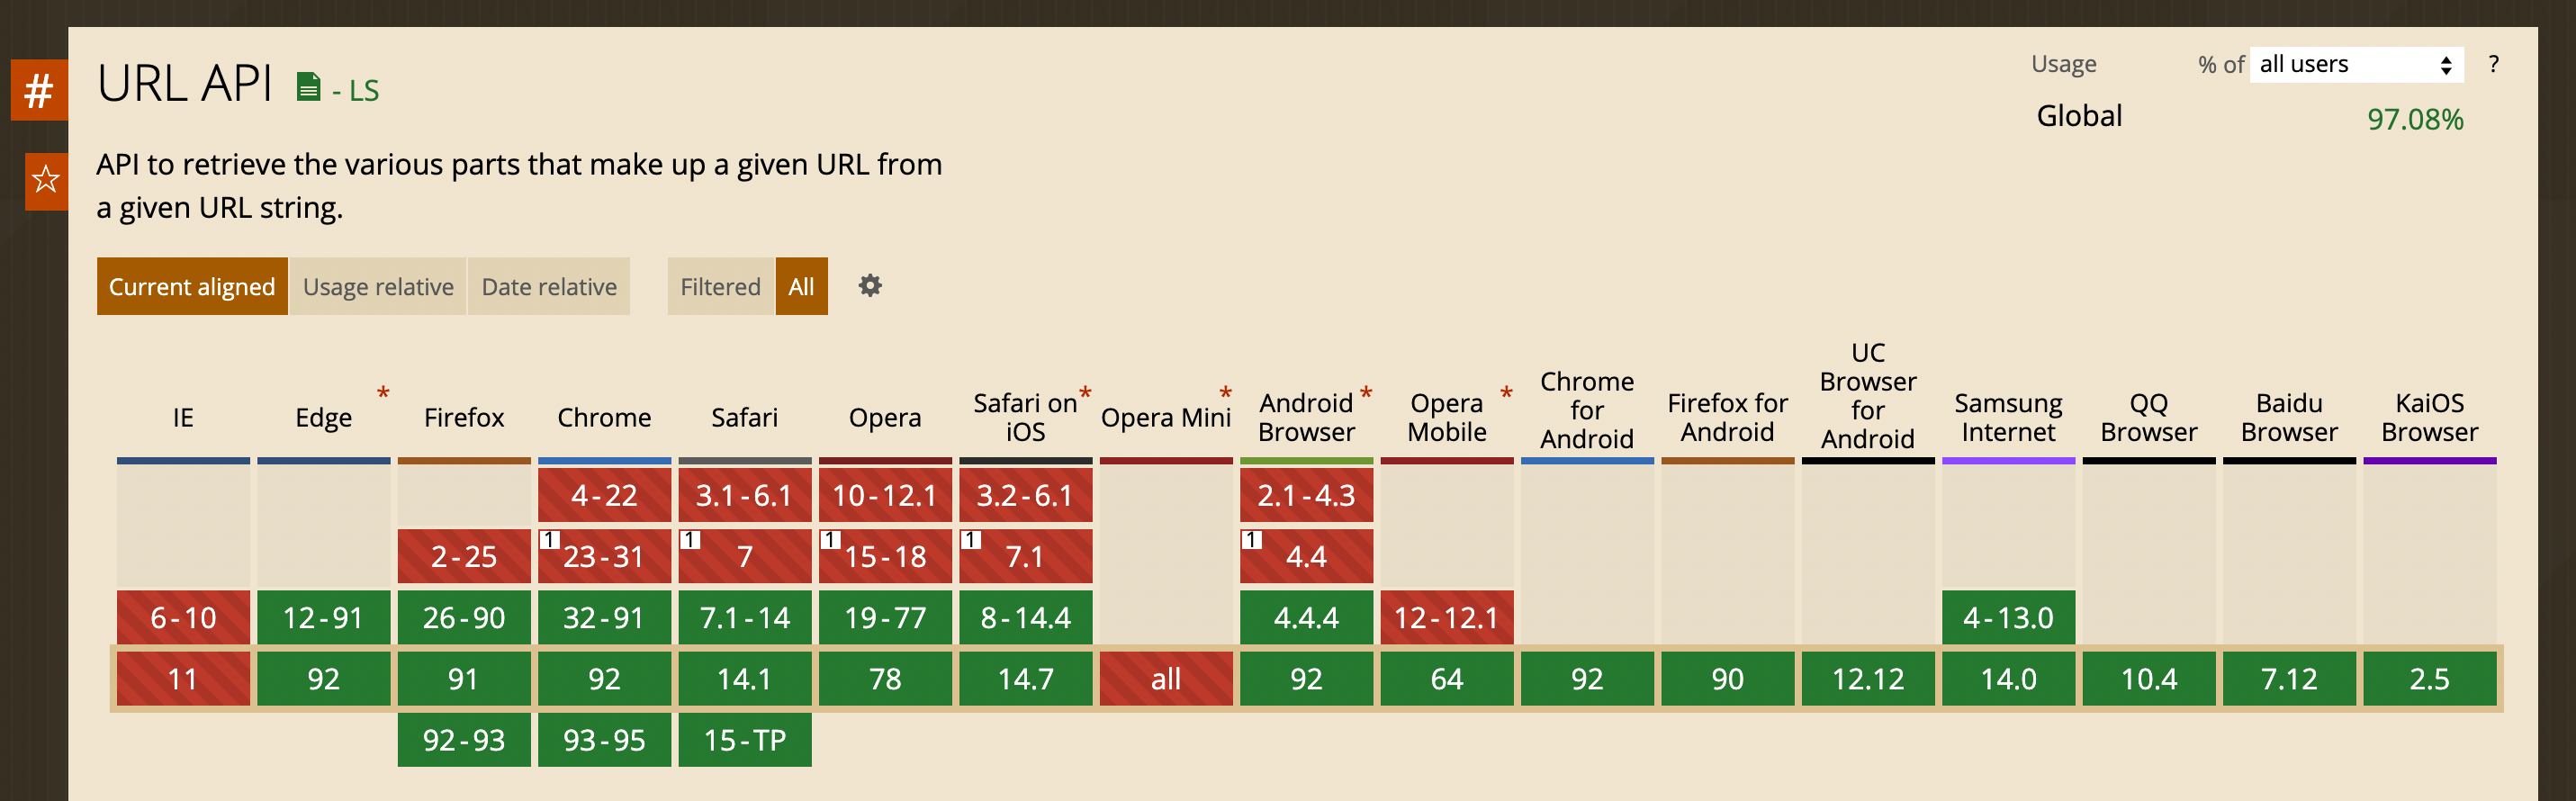 #
URL API - LS
Usage % of all users ?
Global 97.08%
API to retrieve the various parts that make up a given URL from
a given URL string.
Current aligned Usage relative Date relative Filtered All
IE
Edge *
Firefox
Chrome
Safari
Opera
Safari on *
iOS
Opera Mini *
Android *
Browser
Opera *
Mobile
Chrome
for
Android
Firefox for
Android
UC
Browser
for
Android
Samsung
Internet
QQ
Browser
Baidu
Browser
KaiOS
Browser
4-22 3.1-6.1 10-12.1 3.2-6.1 2.1-4.3
2-25 1 23-31 1 7 1 15-18 1 7.1 1 4.4
6-10 12-91 26-90 32-91 7.1-14 19-77 8-14.4 4.4.4 12-12.1 4-13.0
11 92 91 92 14.1 78 14.7 all 92 64 92 90 12.12 14.0 10.4 7.12 2.5
92-93 93-95 15-TP